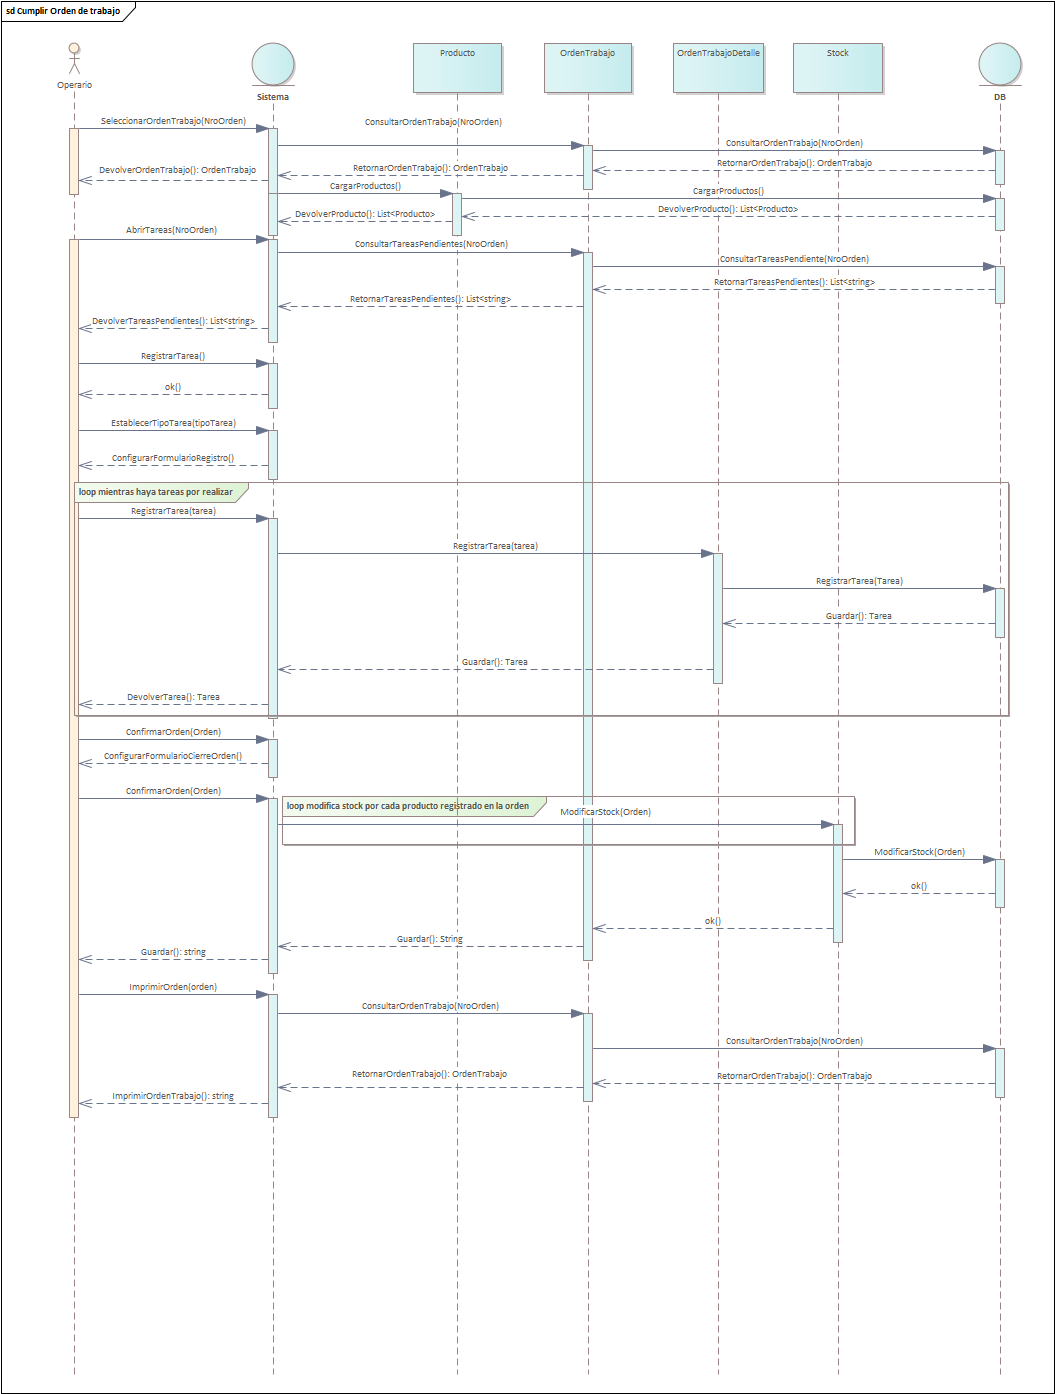 sd Cumplir Orden de trabajo
Operario
Sistema
Producto
OrdenTrabajo
OrdenTrabajoDetalle
Stock
DB
SeleccionarOrdenTrabajo(NroOrden)
ConsultarOrdenTrabajo(NroOrden)
ConsultarOrdenTrabajo(NroOrden)
RetornarOrdenTrabajo(): OrdenTrabajo
RetornarOrdenTrabajo(): OrdenTrabajo
DevolverOrdenTrabajo: OrdenTrabajo
CargarProductos()
CargarProductos()
DevolverProducto(): List<Producto>
DevolverProducto(): List<Producto>
AbrirTareas(NroOrden)
ConsultarTareasPendientes(NroOrden)
ConsultarTareasPendiente(NroOrden)
RetornarTareasPendientes(): List<string>
RetornarTareasPendientes(): List<string>
DevolverTareasPendientes(): List<string>
RegistrarTarea()
ok()
EstablecerTipoTarea(tipoTarea)
ConfigurarFormularioRegistro()
loop mientras haya tareas por realizar
RegistrarTarea(tarea)
RegistrarTarea(tarea)
RegistrarTarea(Tarea)
Guardar(): Tarea
Guardar(): Tarea
DevolverTarea(): Tarea
ConfirmarOrden(Orden)
ConfigurarFormularioCierreOrden()
ConfirmarOrden(Orden)
loop modifica stock por cada producto registrado en la orden
ModificarStock(Orden)
ModificarStock(Orden)
ok()
ok()
Guardar(): String
Guardar(): string
ImprimirOrden(orden)
ConsultarOrdenTrabajo(NroOrden)
ConsultarOrdenTrabajo(NroOrden)
RetornarOrdenTrabajo(): OrdenTrabajo
RetornarOrdenTrabajo(): OrdenTrabajo
ImprimirOrdenTrabajo(): string